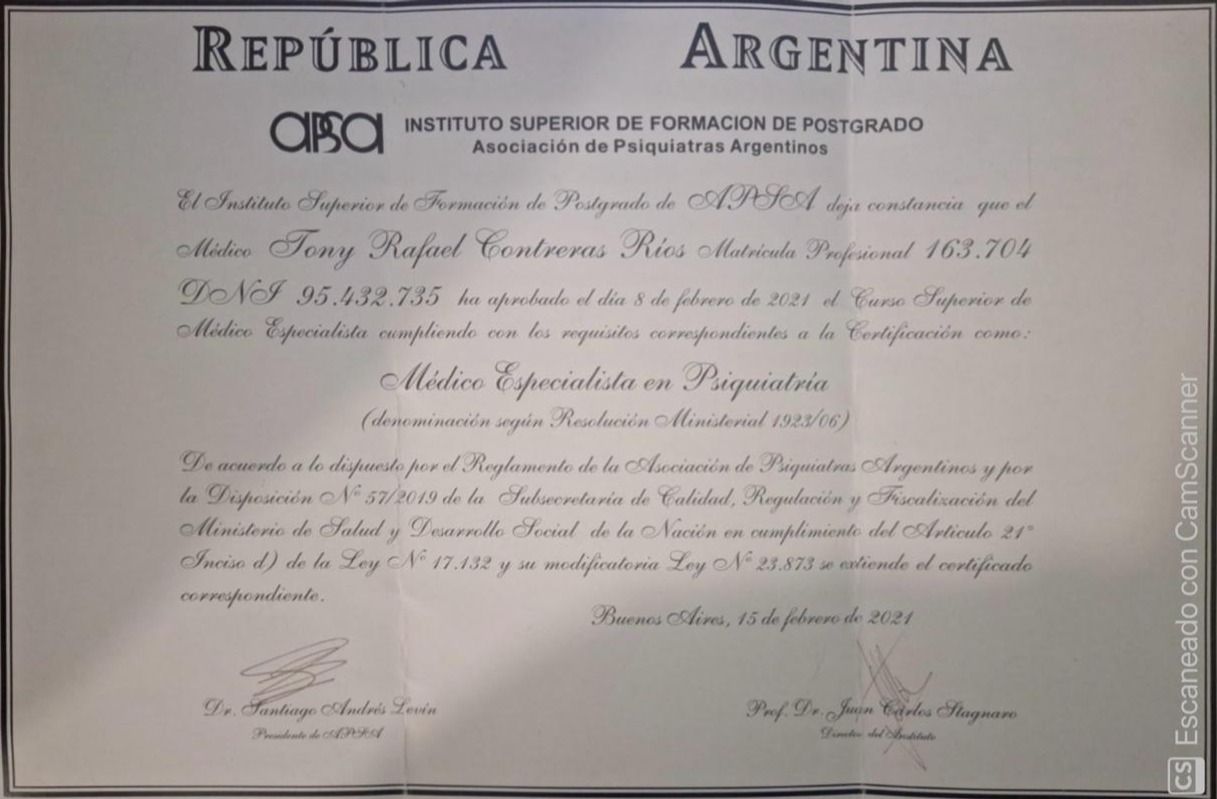 REPÚBLICA ARGENTINA
APSA INSTITUTO SUPERIOR DE FORMACION DE POSTGRADO
Asociación de Psiquiatras Argentinos
El Instituto Superior de Formación de Postgrado de APSA deja constancia que el
Médico Tony Rafael Contreras Ríos Matrícula Profesional 163.704
DNI 95.432.735 ha aprobado el día 8 de febrero de 2021 el Curso Superior de
Médico Especialista cumpliendo con los requisitos correspondientes a la Certificación como:
Médico Especialista en Psiquiatría
(denominación según Resolución Ministerial 1923/06)
De acuerdo a lo dispuesto por el Reglamento de la Asociación de Psiquiatras Argentinos y por
la Disposición Nº 57/2019 de la Subsecretaría de Calidad, Regulación y Fiscalización del
Ministerio de Salud y Desarrollo Social de la Nación en cumplimiento del Artículo 21º
Inciso d) de la Ley Nº 17.132 y su modificatoria Ley Nº 23.873 se extiende el certificado
correspondiente.
Buenos Aires, 15 de febrero de 2021
Dr. Santiago Andrés Levín
Presidente de APSA
Prof. Dr. Juan Carlos Stagnaro
Director del Instituto
CS Escaneado con CamScanner